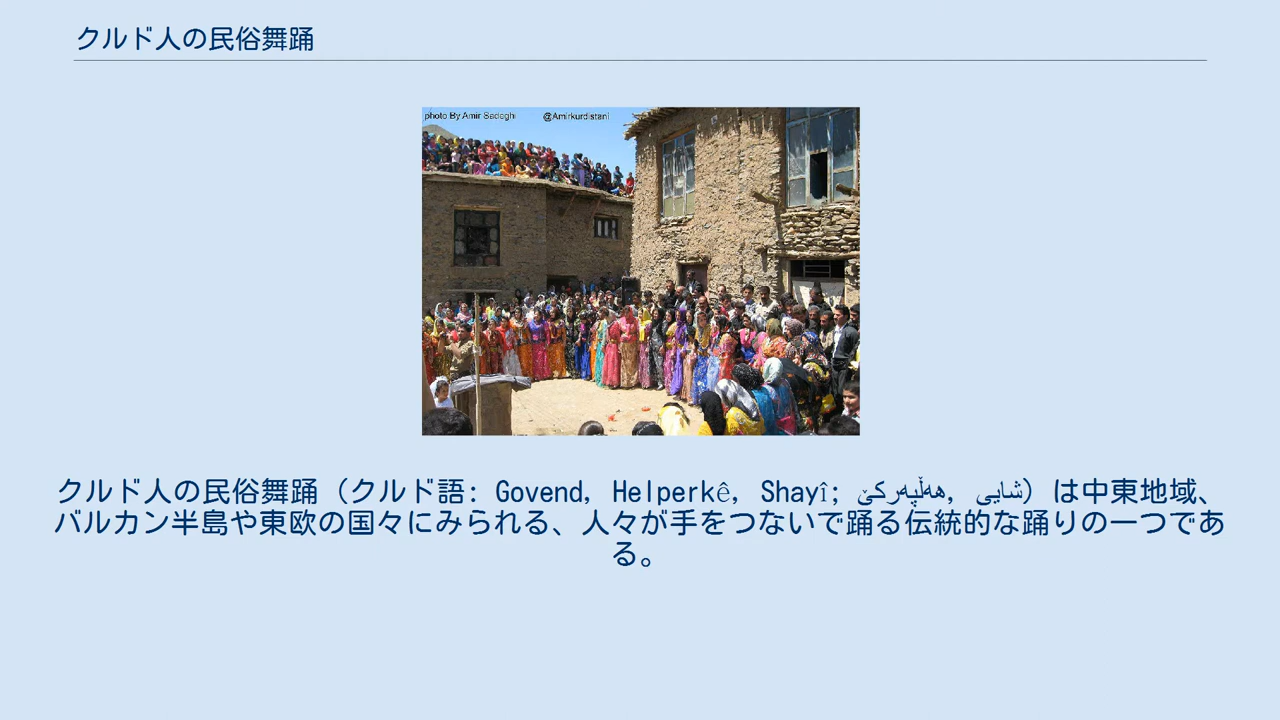 クルド人の民俗舞踊
photo By Amir Sadeghi @Amirkurdistani
クルド人の民俗舞踊（クルド語: Govend, Helperkê, Shayî; شایی ,هەڵپەڕکێ）は中東地域、
バルカン半島や東欧の国々にみられる、人々が手をつないで踊る伝統的な踊りの一つであ
る。